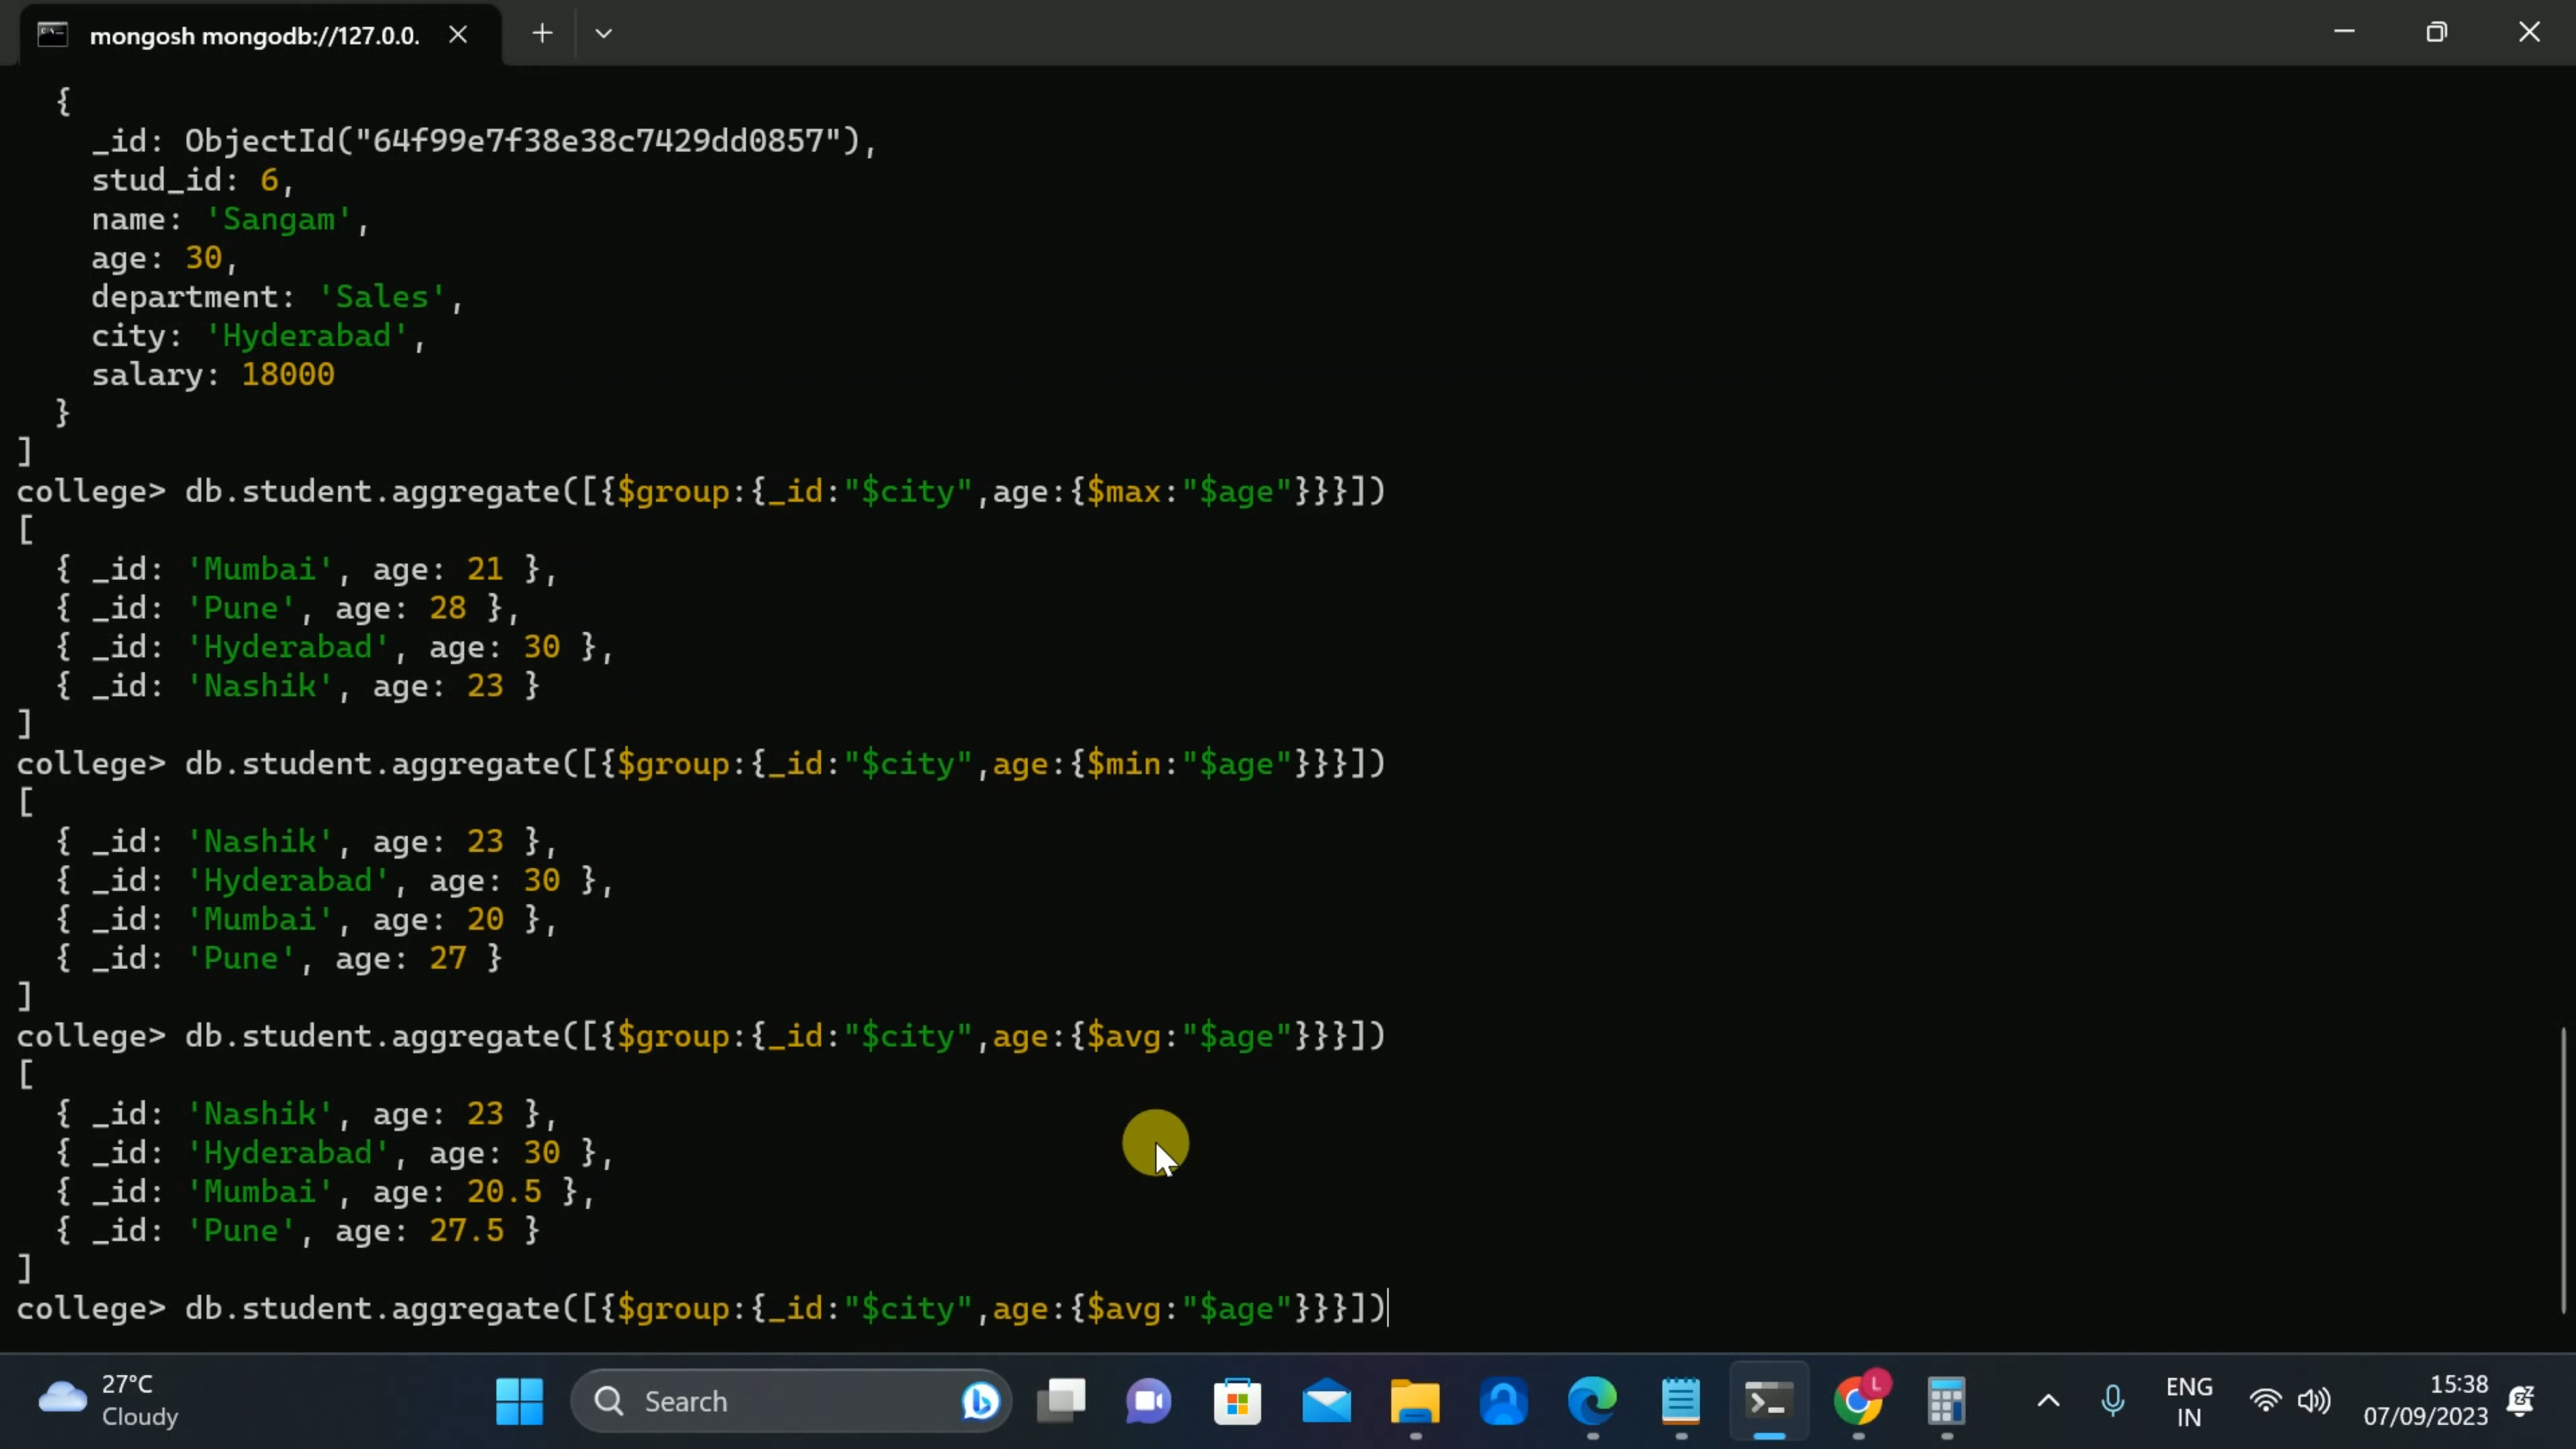 mongosh mongodb://127.0.0.
{
_id: ObjectId("64f99e7f38e38c7429dd0857"),
stud_id: 6,
name: 'Sangam',
age: 30,
department: 'Sales',
city: 'Hyderabad',
salary: 18000
}
]
college> db.student.aggregate([{$group:{_id:"$city",age:{$max:"$age"}}}])
[
{ _id: 'Mumbai', age: 21 },
{ _id: 'Pune', age: 28 },
{ _id: 'Hyderabad', age: 30 },
{ _id: 'Nashik', age: 23 }
]
college> db.student.aggregate([{$group:{_id:"$city",age:{$min:"$age"}}}])
[
{ _id: 'Nashik', age: 23 },
{ _id: 'Hyderabad', age: 30 },
{ _id: 'Mumbai', age: 20 },
{ _id: 'Pune', age: 27 }
]
college> db.student.aggregate([{$group:{_id:"$city",age:{$avg:"$age"}}}])
[
{ _id: 'Nashik', age: 23 },
{ _id: 'Hyderabad', age: 30 },
{ _id: 'Mumbai', age: 20.5 },
{ _id: 'Pune', age: 27.5 }
]
college> db.student.aggregate([{$group:{_id:"$city",age:{$avg:"$age"}}}])
27°C
Cloudy
Search
L
ENG
IN
15:38
07/09/2023